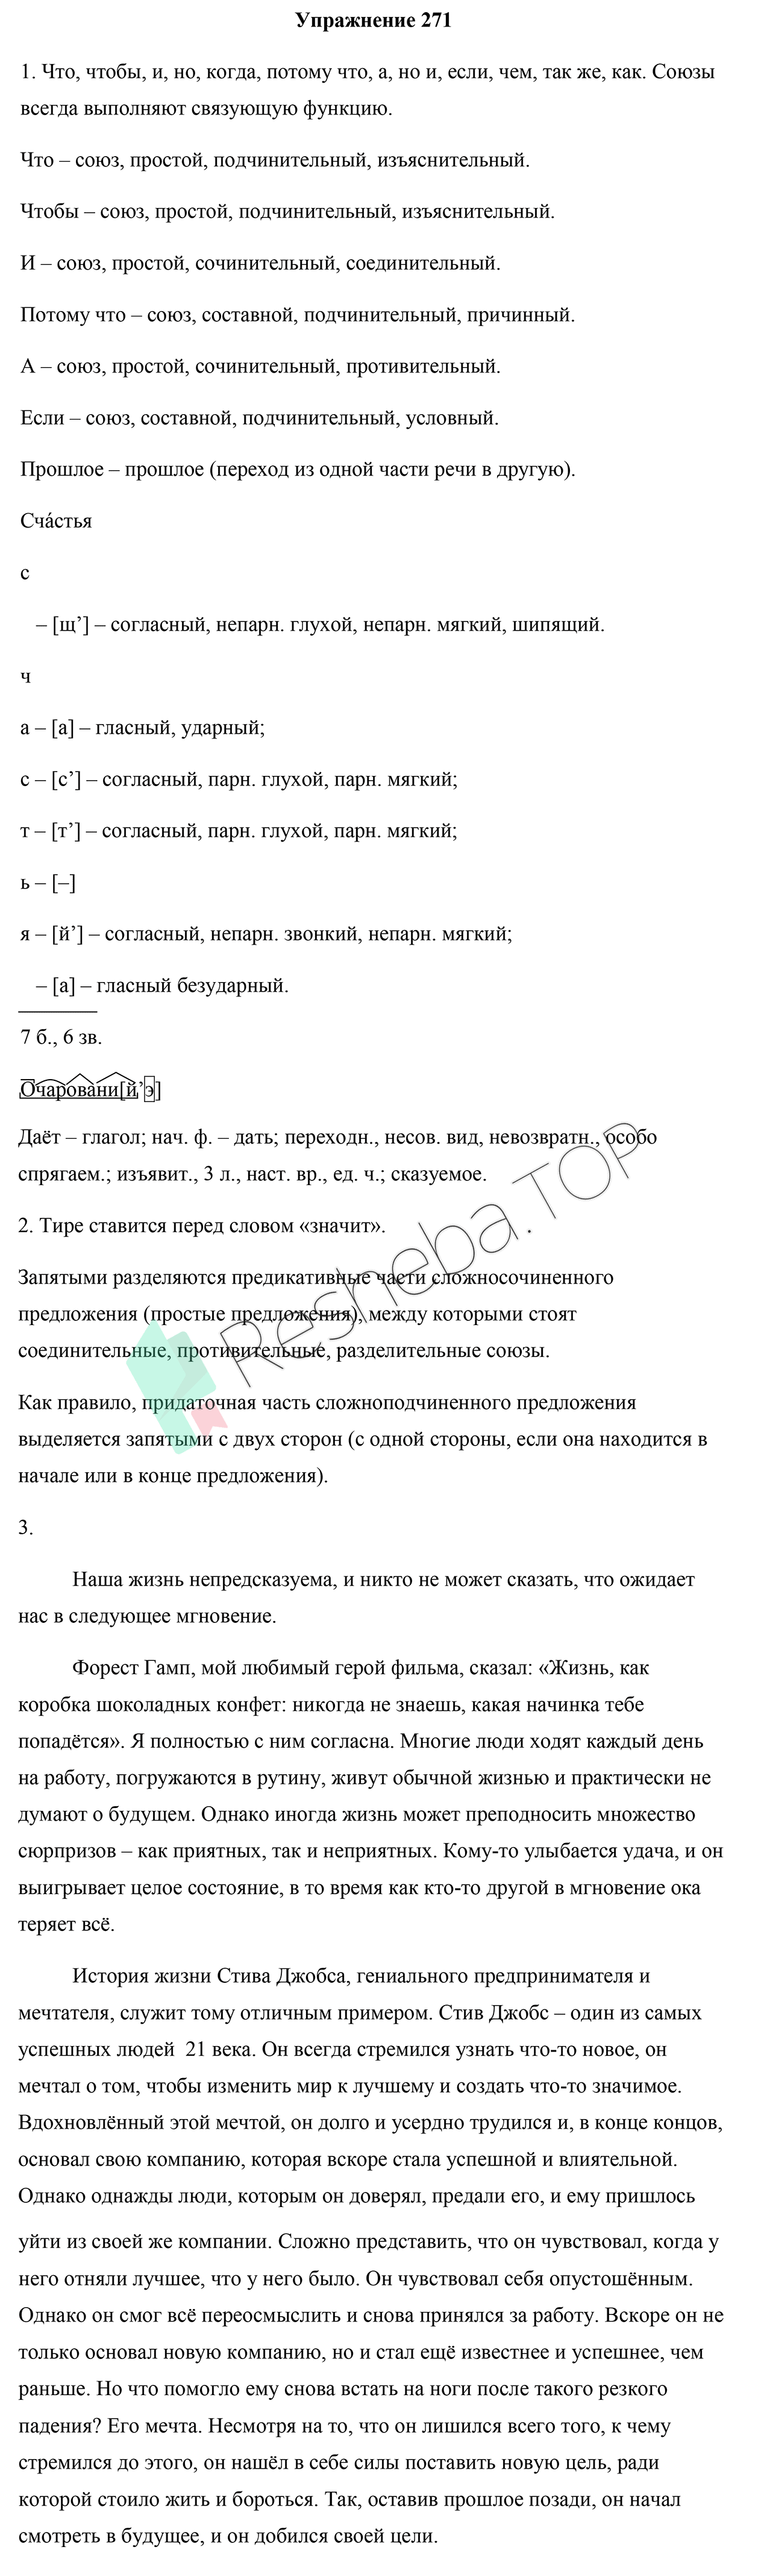 Упражнение 271
1. Что, чтобы, и, но, когда, потому что, а, но и, если, чем, так же, как. Союзы
всегда выполняют связующую функцию.
Что – союз, простой, подчинительный, изъяснительный.
Чтобы – союз, простой, подчинительный, изъяснительный.
И – союз, простой, сочинительный, соединительный.
Потому что – союз, составной, подчинительный, причинный.
А – союз, простой, сочинительный, противительный.
Если – союз, составной, подчинительный, условный.
Прошлое – прошлое (переход из одной части речи в другую).
Сча́стья
с
– [щ’] – согласный, непарн. глухой, непарн. мягкий, шипящий.
ч
а – [а] – гласный, ударный;
с – [с’] – согласный, парн. глухой, парн. мягкий;
т – [т’] – согласный, парн. глухой, парн. мягкий;
ь – [–]
я – [й’] – согласный, непарн. звонкий, непарн. мягкий;
– [а] – гласный безударный.
7 б., 6 зв.
Очаровани[й’э]
Даёт – глагол; нач. ф. – дать; переходн., несов. вид, невозвратн., особо
спрягаем.; изъявит., 3 л., наст. вр., ед. ч.; сказуемое.
2. Тире ставится перед словом «значит».
Запятыми разделяются предикативные части сложносочиненного
предложения (простые предложения), между которыми стоят
соединительные, противительные, разделительные союзы.
Как правило, придаточная часть сложноподчиненного предложения
выделяется запятыми с двух сторон (с одной стороны, если она находится в
начале или в конце предложения).
Resheba.TOP
3.
Наша жизнь непредсказуема, и никто не может сказать, что ожидает
нас в следующее мгновение.
Форест Гамп, мой любимый герой фильма, сказал: «Жизнь, как
коробка шоколадных конфет: никогда не знаешь, какая начинка тебе
попадётся». Я полностью с ним согласна. Многие люди ходят каждый день
на работу, погружаются в рутину, живут обычной жизнью и практически не
думают о будущем. Однако иногда жизнь может преподносить множество
сюрпризов – как приятных, так и неприятных. Кому-то улыбается удача, и он
выигрывает целое состояние, в то время как кто-то другой в мгновение ока
теряет всё.
История жизни Стива Джобса, гениального предпринимателя и
мечтателя, служит тому отличным примером. Стив Джобс – один из самых
успешных людей 21 века. Он всегда стремился узнать что-то новое, он
мечтал о том, чтобы изменить мир к лучшему и создать что-то значимое.
Вдохновлённый этой мечтой, он долго и усердно трудился и, в конце концов,
основал свою компанию, которая вскоре стала успешной и влиятельной.
Однако однажды люди, которым он доверял, предали его, и ему пришлось
уйти из своей же компании. Сложно представить, что он чувствовал, когда у
него отняли лучшее, что у него было. Он чувствовал себя опустошённым.
Однако он смог всё переосмыслить и снова принялся за работу. Вскоре он не
только основал новую компанию, но и стал ещё известнее и успешнее, чем
раньше. Но что помогло ему снова встать на ноги после такого резкого
падения? Его мечта. Несмотря на то, что он лишился всего того, к чему
стремился до этого, он нашёл в себе силы поставить новую цель, ради
которой стоило жить и бороться. Так, оставив прошлое позади, он начал
смотреть в будущее, и он добился своей цели.